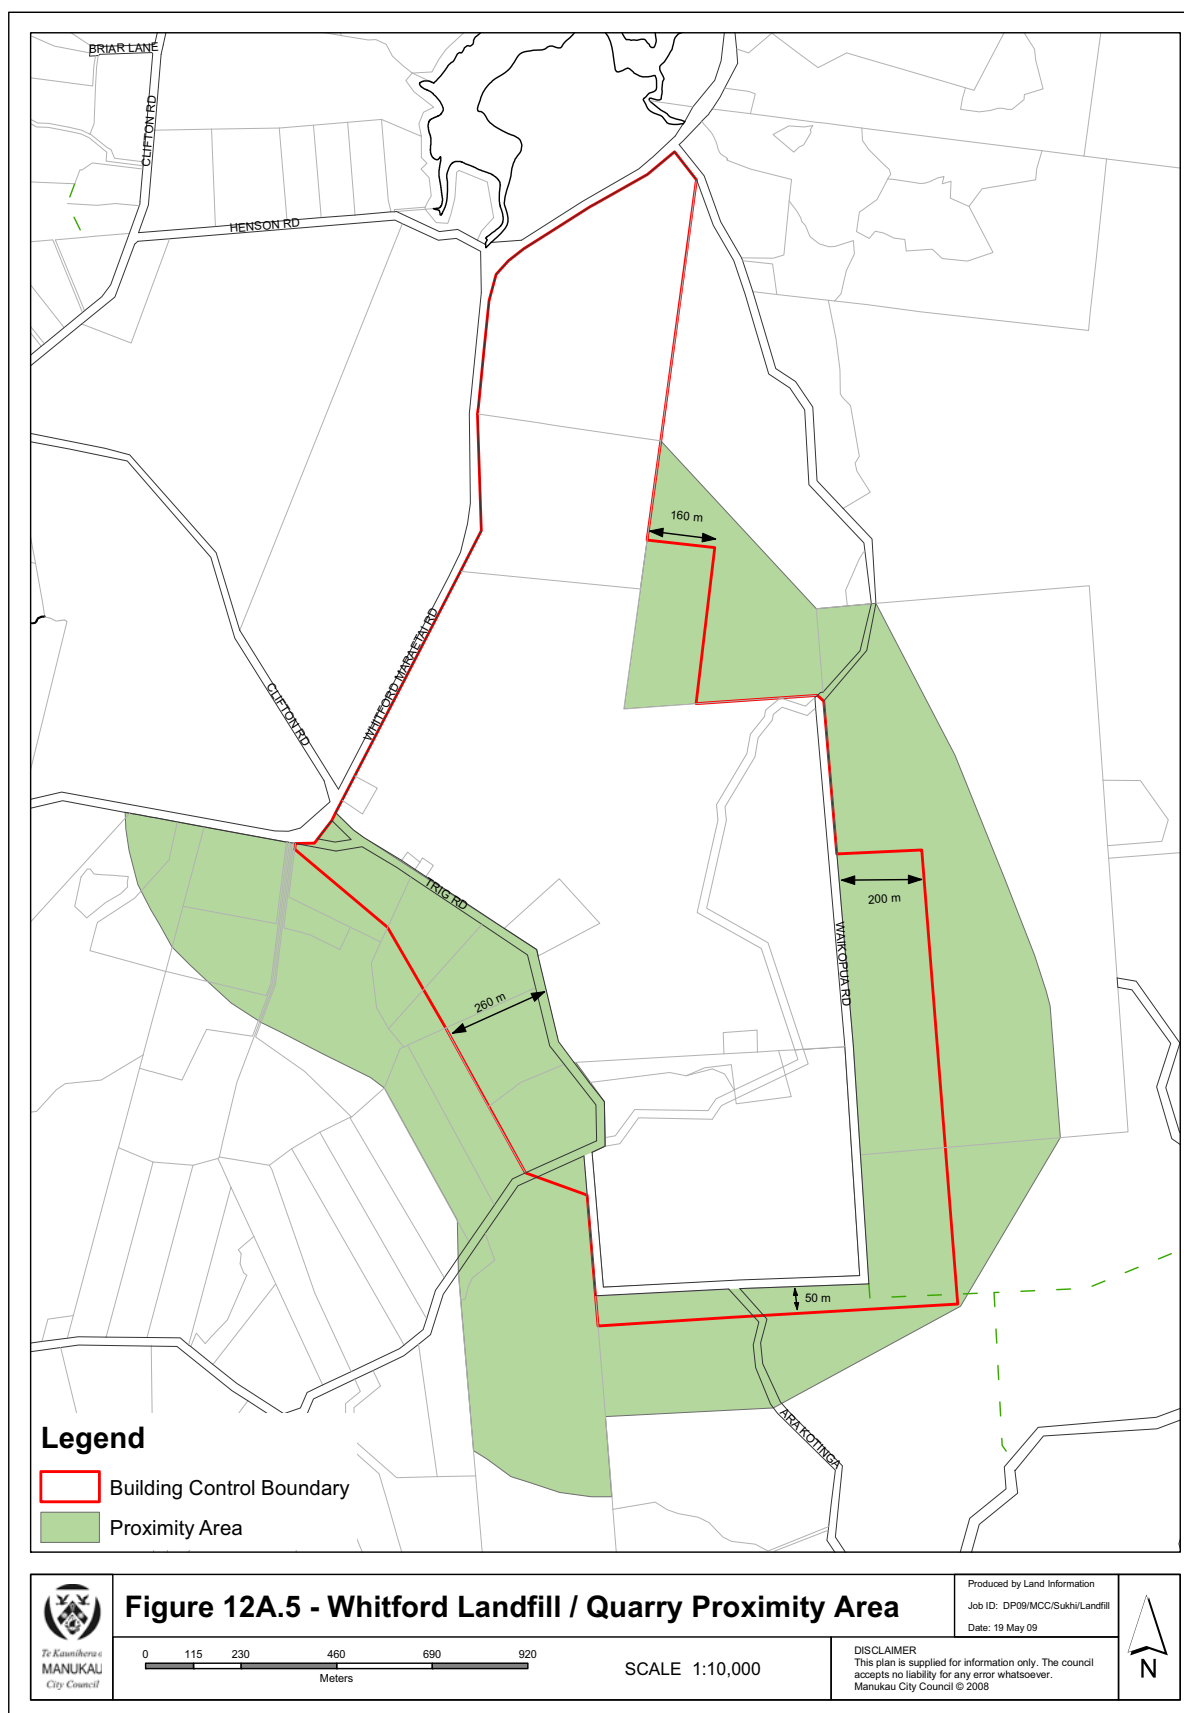 BRIAR LANE
CLIFTON RD
HENSON RD
160 m
WHITFORD MARAETAI RD
CLIFTON RD
TRIG RD
200 m
WAIKOPUA RD
260 m
50 m
ARA KOTINGA
Legend
Building Control Boundary
Proximity Area
Te Kaunihera o
MANUKAU
City Council
Figure 12A.5 - Whitford Landfill / Quarry Proximity Area
Produced by Land Information
Job ID: DP09/MCC/Sukhi/Landfill
Date: 19 May 09
0 115 230 460 690 920
Meters
SCALE 1:10,000
DISCLAIMER
This plan is supplied for information only. The council
accepts no liability for any error whatsoever.
Manukau City Council © 2008
N